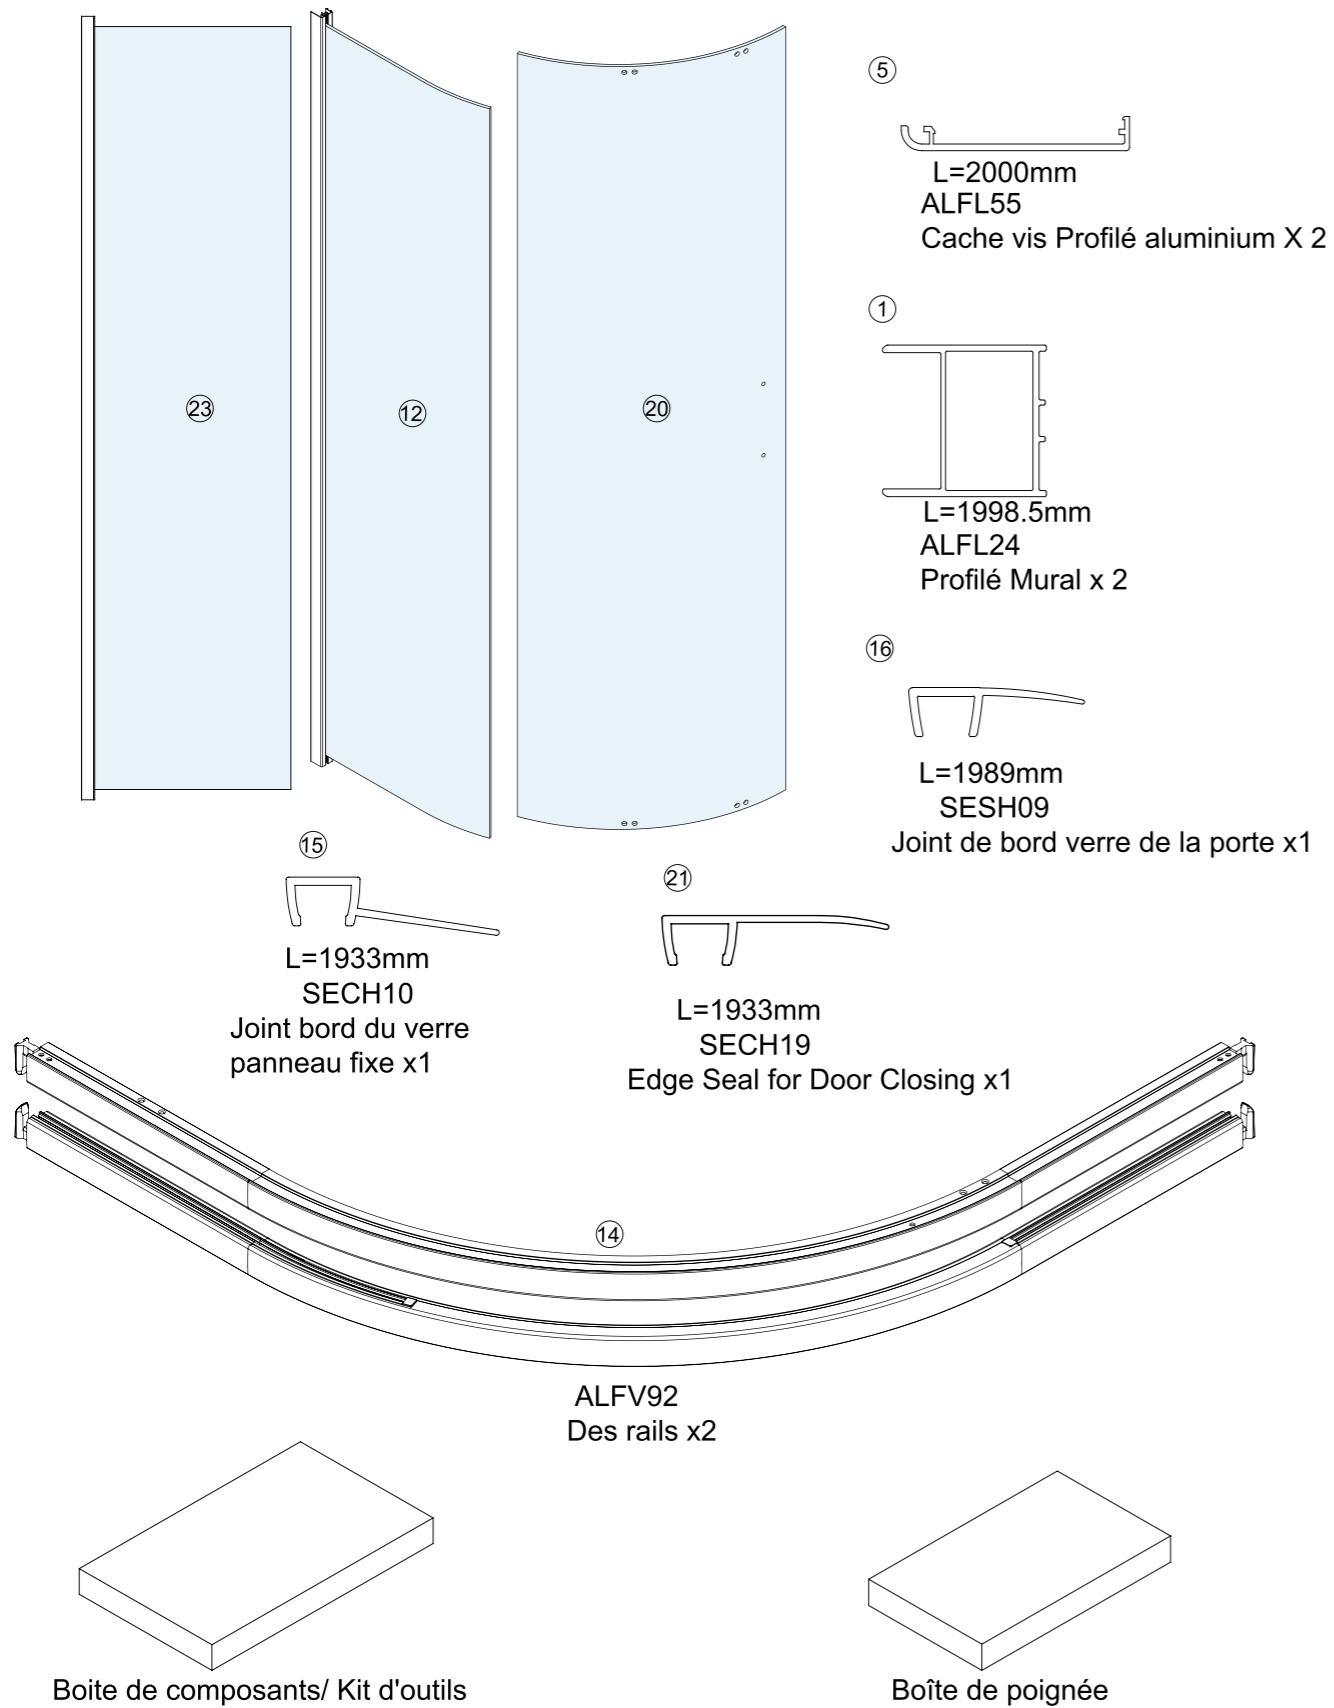 5
L=2000mm
ALFL55
Cache vis Profilé aluminium X 2
1
L=1998.5mm
ALFL24
Profilé Mural x 2
23
12
20
16
L=1989mm
SESH09
Joint de bord verre de la porte x1
15
L=1933mm
SECH10
Joint bord du verre
panneau fixe x1
21
L=1933mm
SECH19
Edge Seal for Door Closing x1
14
ALFV92
Des rails x2
Boite de composants/ Kit d'outils
Boîte de poignée